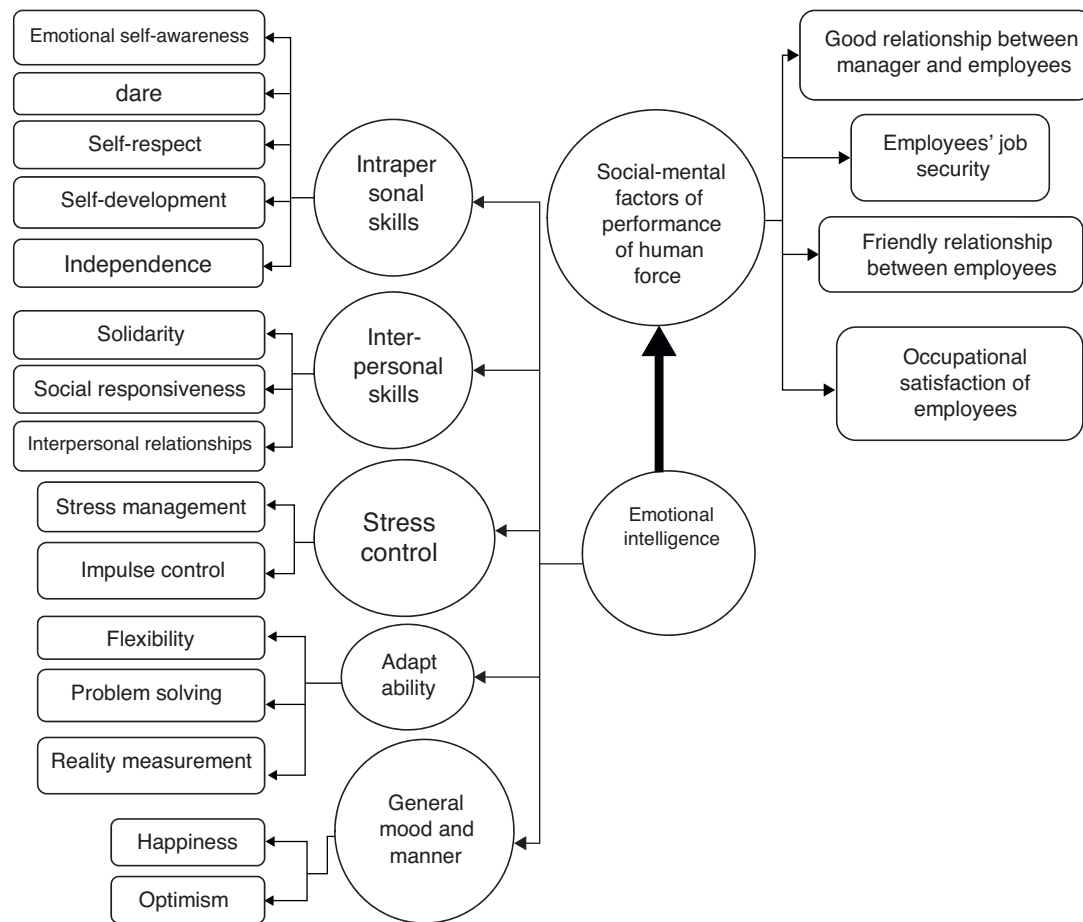 Emotional self-awareness
dare
Self-respect
Self-development
Independence
Intraper
sonal
skills
Solidarity
Social responsiveness
Interpersonal relationships
Inter-
personal
skills
Stress management
Impulse control
Stress
control
Flexibility
Problem solving
Reality measurement
Adapt
ability
Happiness
Optimism
General
mood and
manner
Emotional
intelligence
Social-mental
factors of
performance
of human
force
Good relationship between
manager and employees
Employees’ job
security
Friendly relationship
between employees
Occupational
satisfaction of
employees